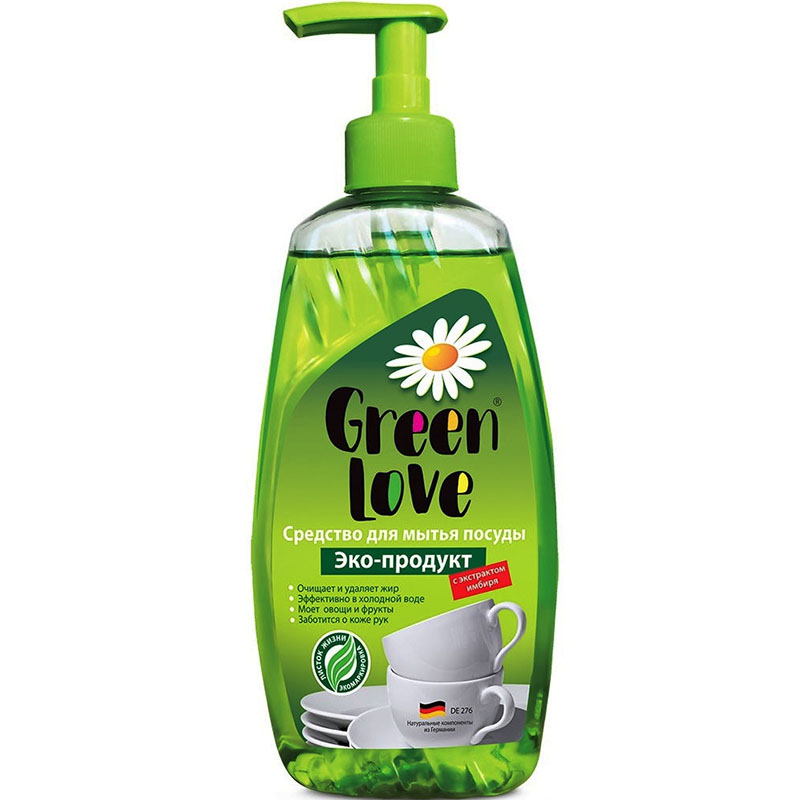 Green®
Love
Средство для мытья посуды
Эко-продукт
с экстрактом
имбиря
• Очищает и удаляет жир
• Эффективно в холодной воде
• Моет овощи и фрукты
• Заботится о коже рук
ЛИСТОК ЖИЗНИ
ЭКОМАРКИРОВКА
DE 276
Натуральные компоненты
из Германии